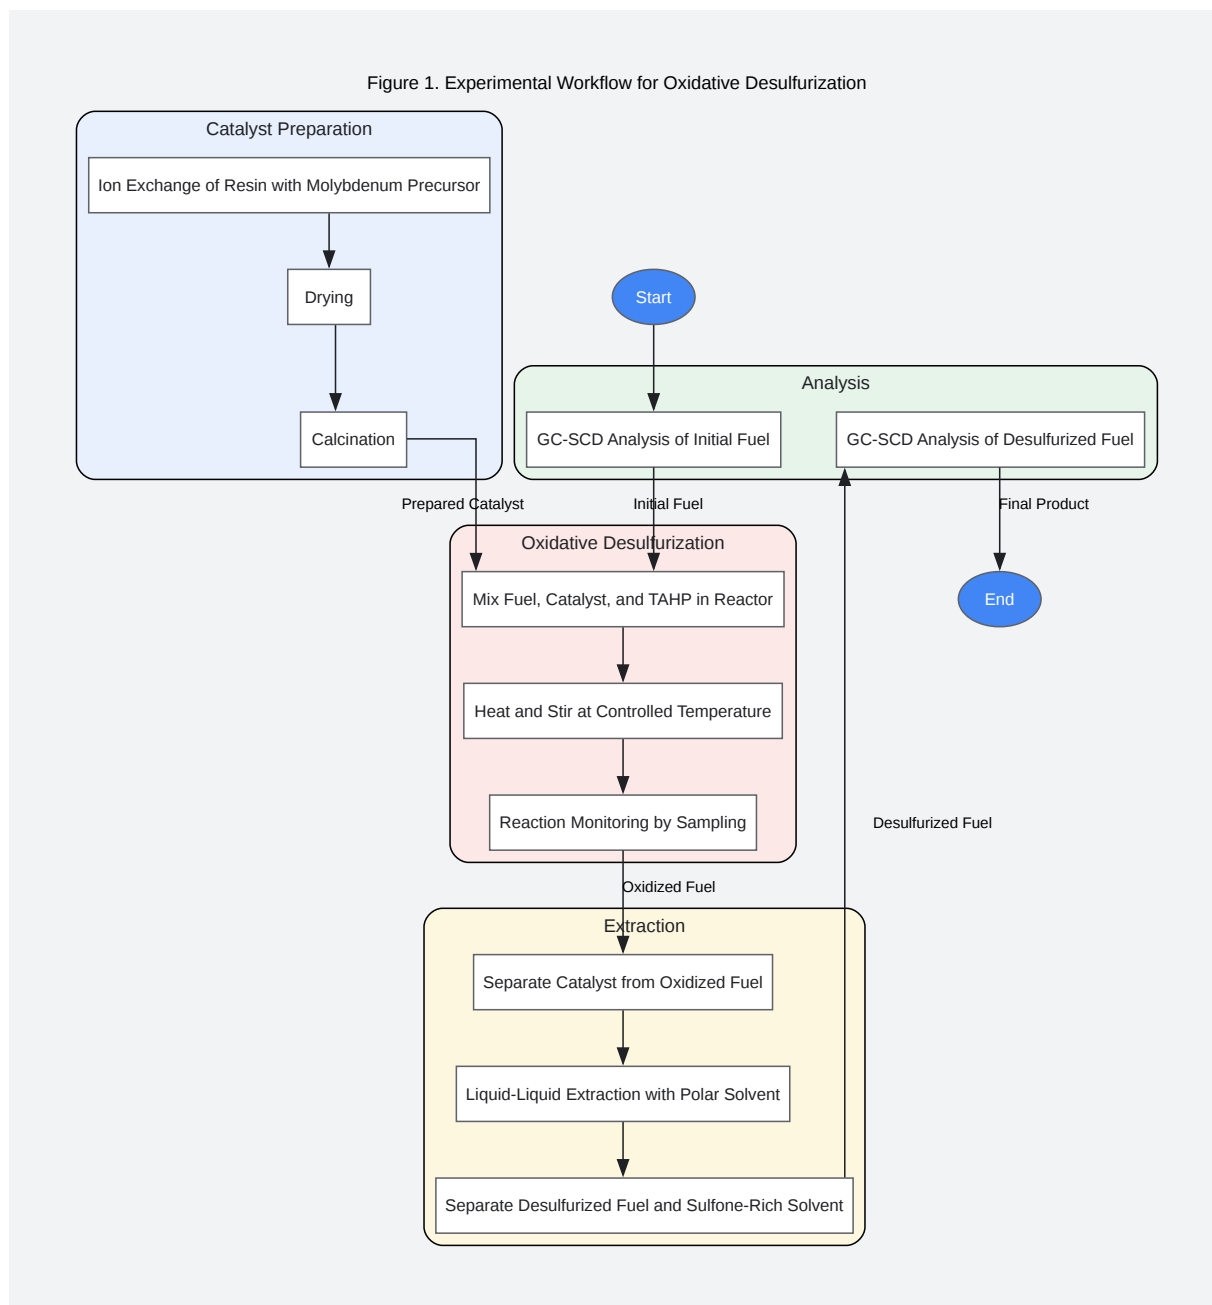 Figure 1. Experimental Workflow for Oxidative Desulfurization
Catalyst Preparation
Ion Exchange of Resin with Molybdenum Precursor
Drying
Calcination
Prepared Catalyst
Start
Analysis
GC-SCD Analysis of Initial Fuel
GC-SCD Analysis of Desulfurized Fuel
Initial Fuel
Final Product
End
Oxidative Desulfurization
Mix Fuel, Catalyst, and TAHP in Reactor
Heat and Stir at Controlled Temperature
Reaction Monitoring by Sampling
Desulfurized Fuel
Oxidized Fuel
Extraction
Separate Catalyst from Oxidized Fuel
Liquid-Liquid Extraction with Polar Solvent
Separate Desulfurized Fuel and Sulfone-Rich Solvent